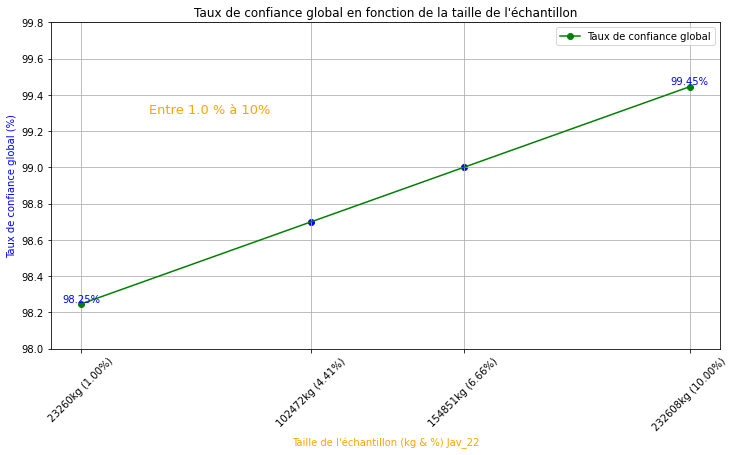 Taux de confiance global en fonction de la taille de l'échantillon
99.8
Taux de confiance global
99.6
99.45%
99.4
Entre 1.0 % à 10%
99.2
99.0
98.8
98.6
98.4
98.25%
98.2
98.0
Taux de confiance global (%)
23260kg (1.00%)
102472kg (4.41%)
154851kg (6.66%)
232608kg (10.00%)
Taille de l'échantillon (kg & %) Jav_22